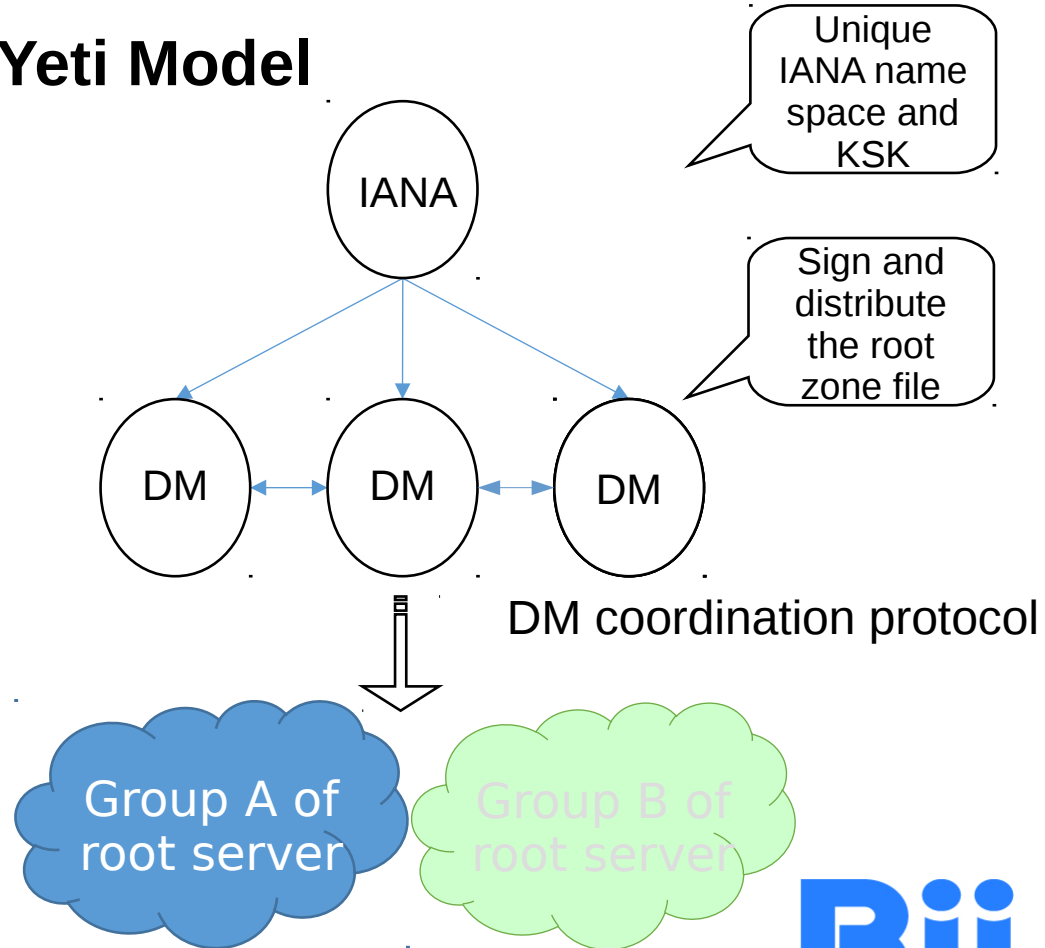 Yeti Model
Unique
IANA name
space and
KSK
IANA
Sign and
distribute
the root
zone file
DM
DM
DM
DM coordination protocol
Group A of
root server
Group B of
root server
Bii